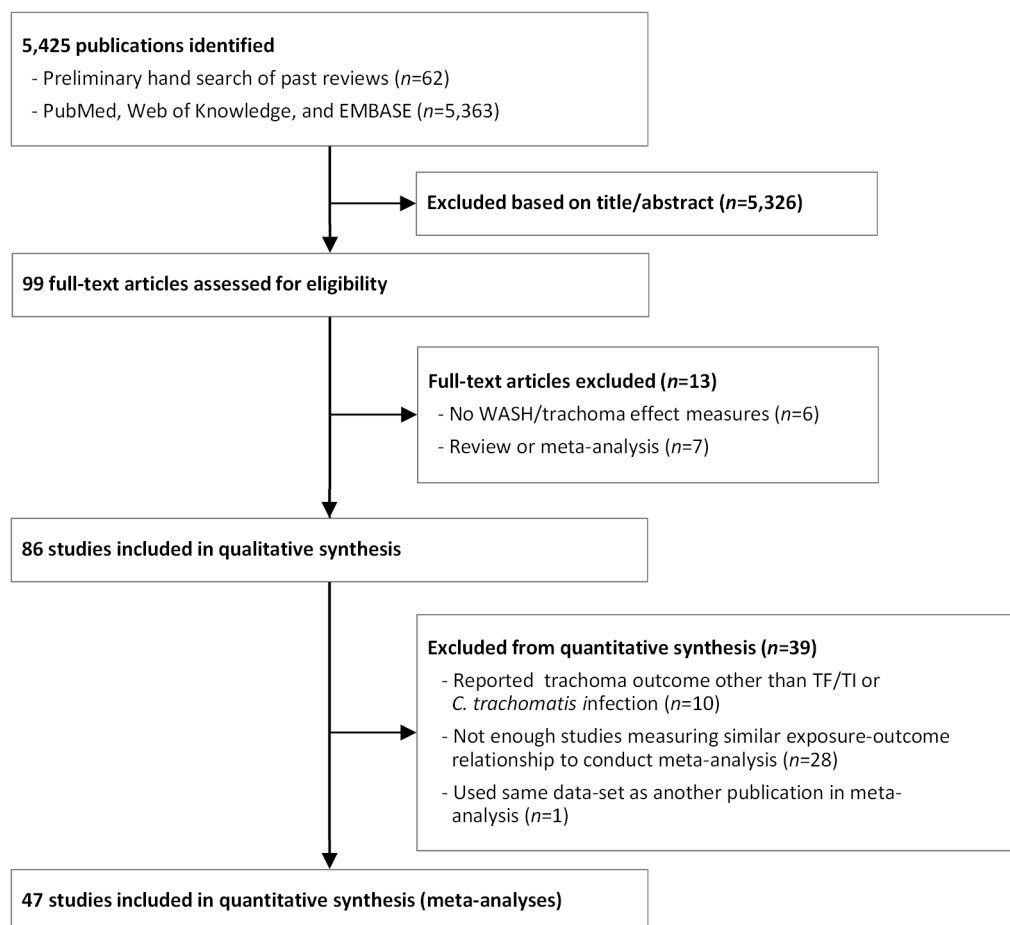 5,425 publications identified
- Preliminary hand search of past reviews (n=62)
- PubMed, Web of Knowledge, and EMBASE (n=5,363)
Excluded based on title/abstract (n=5,326)
99 full-text articles assessed for eligibility
Full-text articles excluded (n=13)
- No WASH/trachoma effect measures (n=6)
- Review or meta-analysis (n=7)
86 studies included in qualitative synthesis
Excluded from quantitative synthesis (n=39)
- Reported trachoma outcome other than TF/TI or
C. trachomatis infection (n=10)
- Not enough studies measuring similar exposure-outcome
relationship to conduct meta-analysis (n=28)
- Used same data-set as another publication in meta-
analysis (n=1)
47 studies included in quantitative synthesis (meta-analyses)